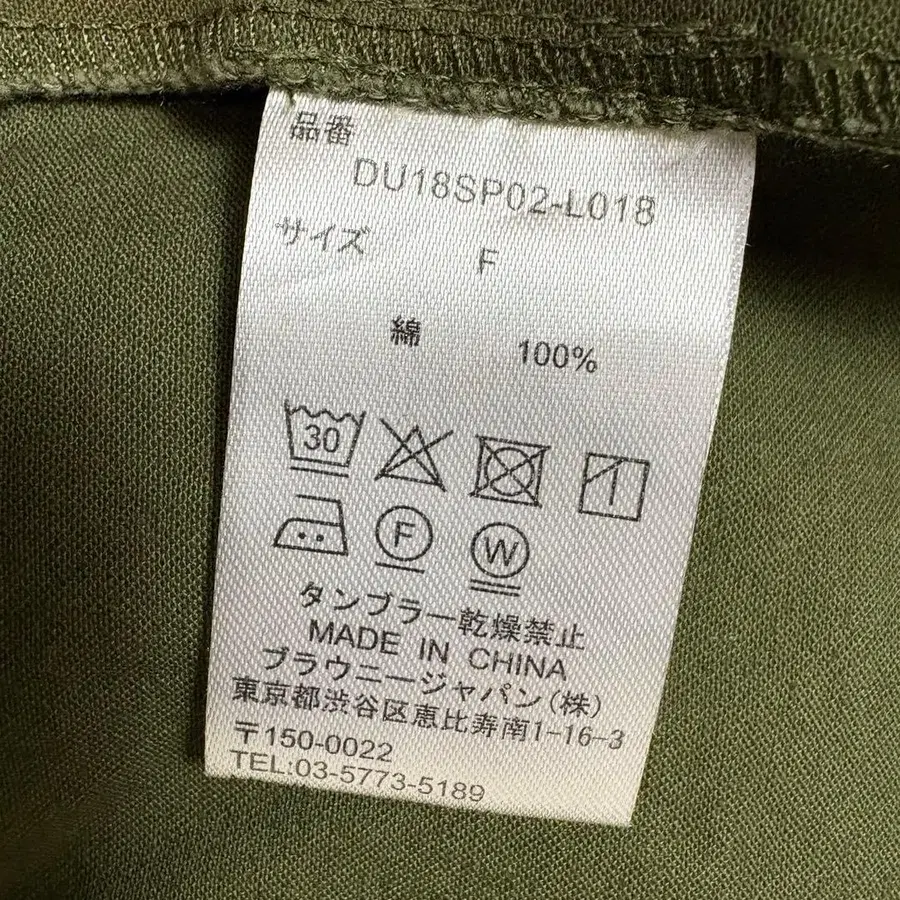 品番
DU18SP02-L018
サイズ F
綿 100%
30
F W
タンブラー乾燥禁止
MADE IN CHINA
ブラウニージャパン(株)
東京都渋谷区恵比寿南1-16-3
〒150-0022
TEL:03-5773-5189